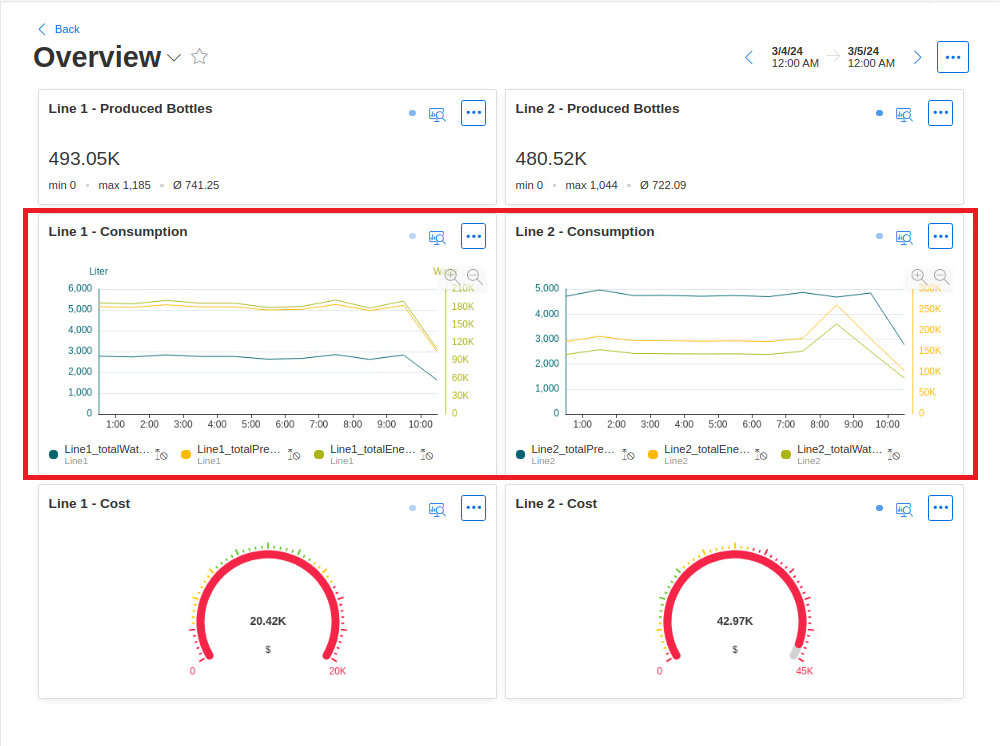 Back
Overview
3/4/24
12:00 AM
3/5/24
12:00 AM
Line 1 - Produced Bottles
493.05K
min 0 • max 1,185 • Ø 741.25
Line 2 - Produced Bottles
480.52K
min 0 • max 1,044 • Ø 722.09
Line 1 - Consumption
Liter
6,000
5,000
4,000
3,000
2,000
1,000
0
210K
180K
150K
120K
90K
60K
30K
0
1:00 2:00 3:00 4:00 5:00 6:00 7:00 8:00 9:00 10:00
Line1_totalWat… Line1_totalPre… Line1_totalEne…
Line1 Line1 Line1
Line 2 - Consumption
5,000
4,000
3,000
2,000
1,000
0
300K
250K
200K
150K
100K
50K
0
1:00 2:00 3:00 4:00 5:00 6:00 7:00 8:00 9:00 10:00
Line2_totalPre… Line2_totalEne… Line2_totalWat…
Line2 Line2 Line2
Line 1 - Cost
20.42K
$
0 20K
Line 2 - Cost
42.97K
$
0 45K